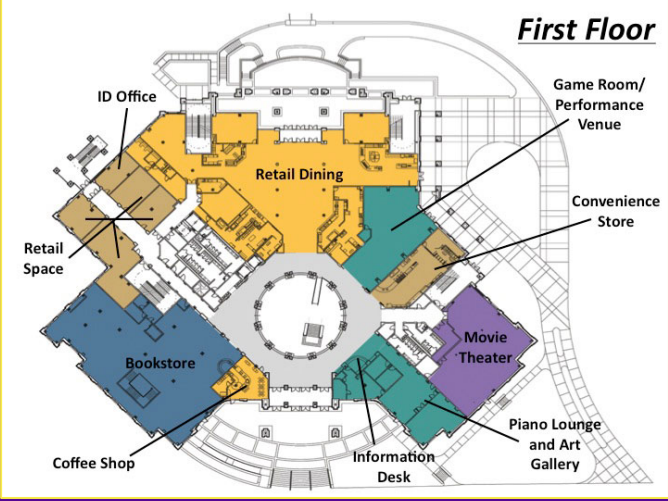 First Floor
ID Office
Game Room/
Performance
Venue
Retail Dining
Convenience
Store
Retail
Space
Movie
Theater
Bookstore
Piano Lounge
and Art
Gallery
Information
Desk
Coffee Shop